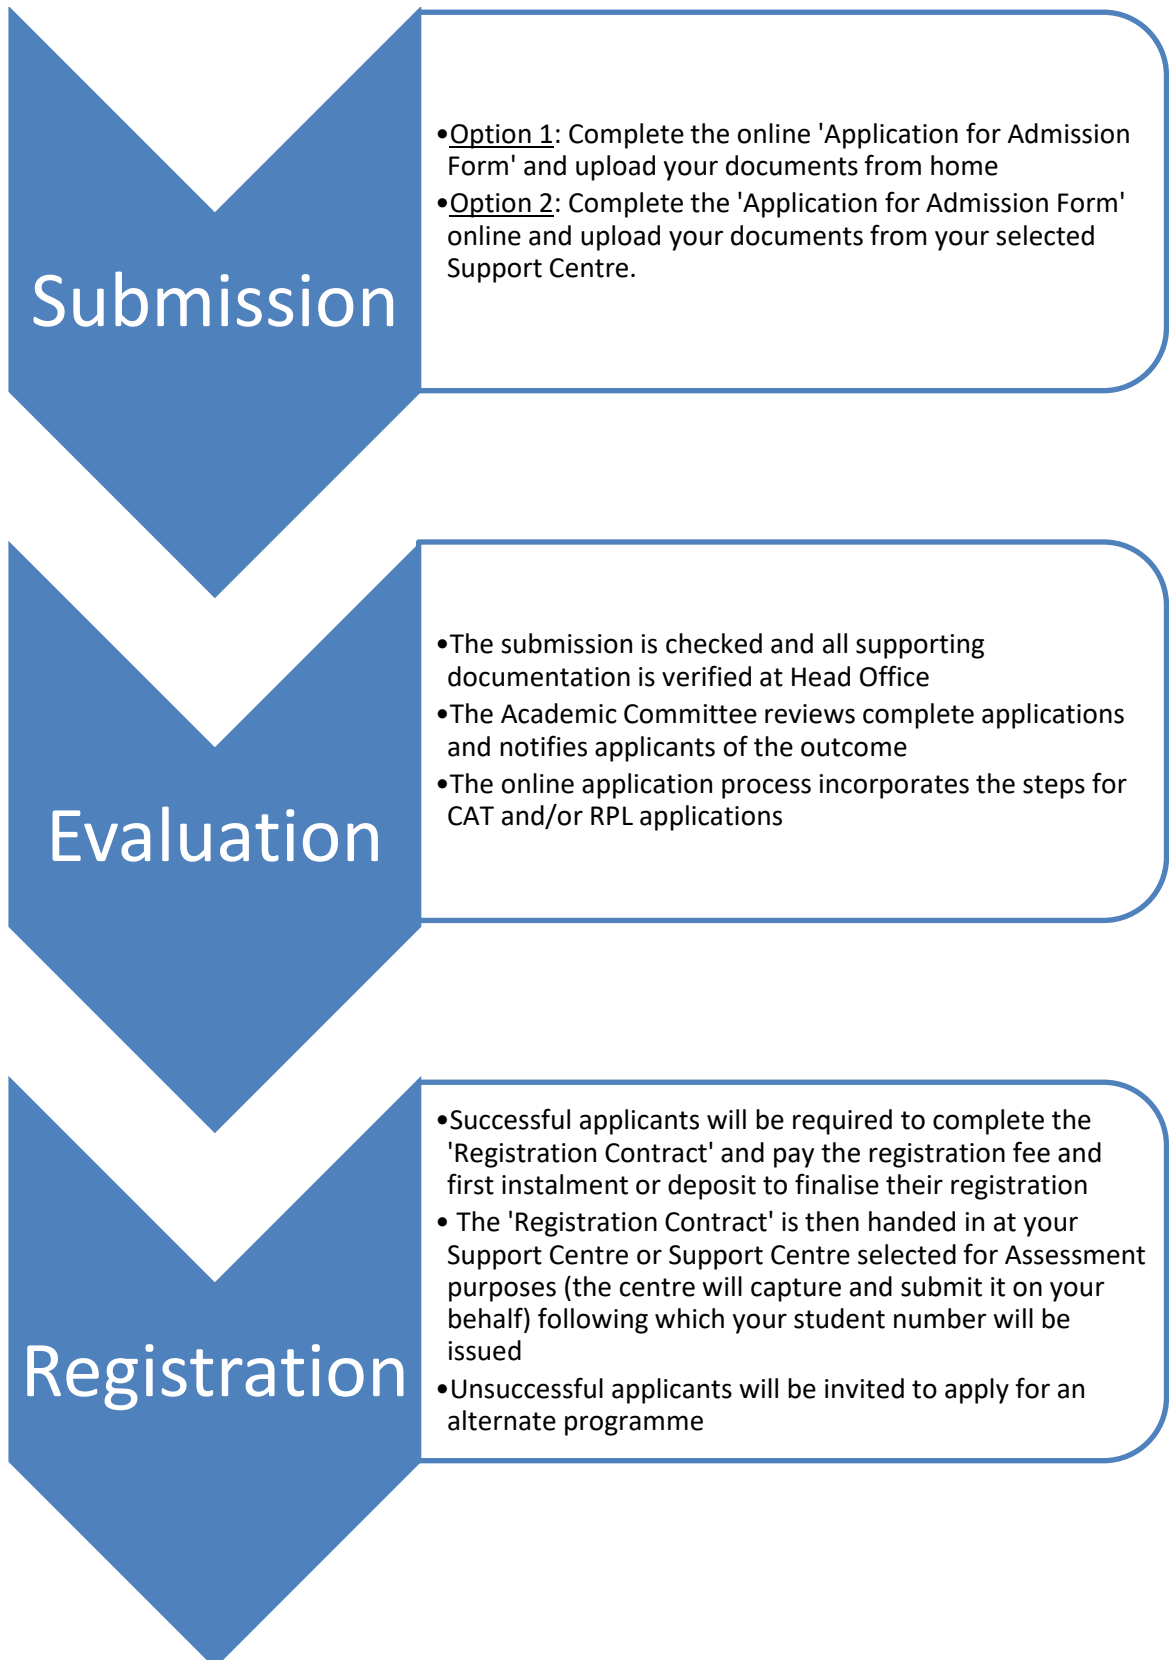 Submission
•Option 1: Complete the online 'Application for Admission
Form' and upload your documents from home
•Option 2: Complete the 'Application for Admission Form'
online and upload your documents from your selected
Support Centre.
Evaluation
•The submission is checked and all supporting
documentation is verified at Head Office
•The Academic Committee reviews complete applications
and notifies applicants of the outcome
•The online application process incorporates the steps for
CAT and/or RPL applications
Registration
•Successful applicants will be required to complete the
'Registration Contract' and pay the registration fee and
first instalment or deposit to finalise their registration
• The 'Registration Contract' is then handed in at your
Support Centre or Support Centre selected for Assessment
purposes (the centre will capture and submit it on your
behalf) following which your student number will be
issued
•Unsuccessful applicants will be invited to apply for an
alternate programme